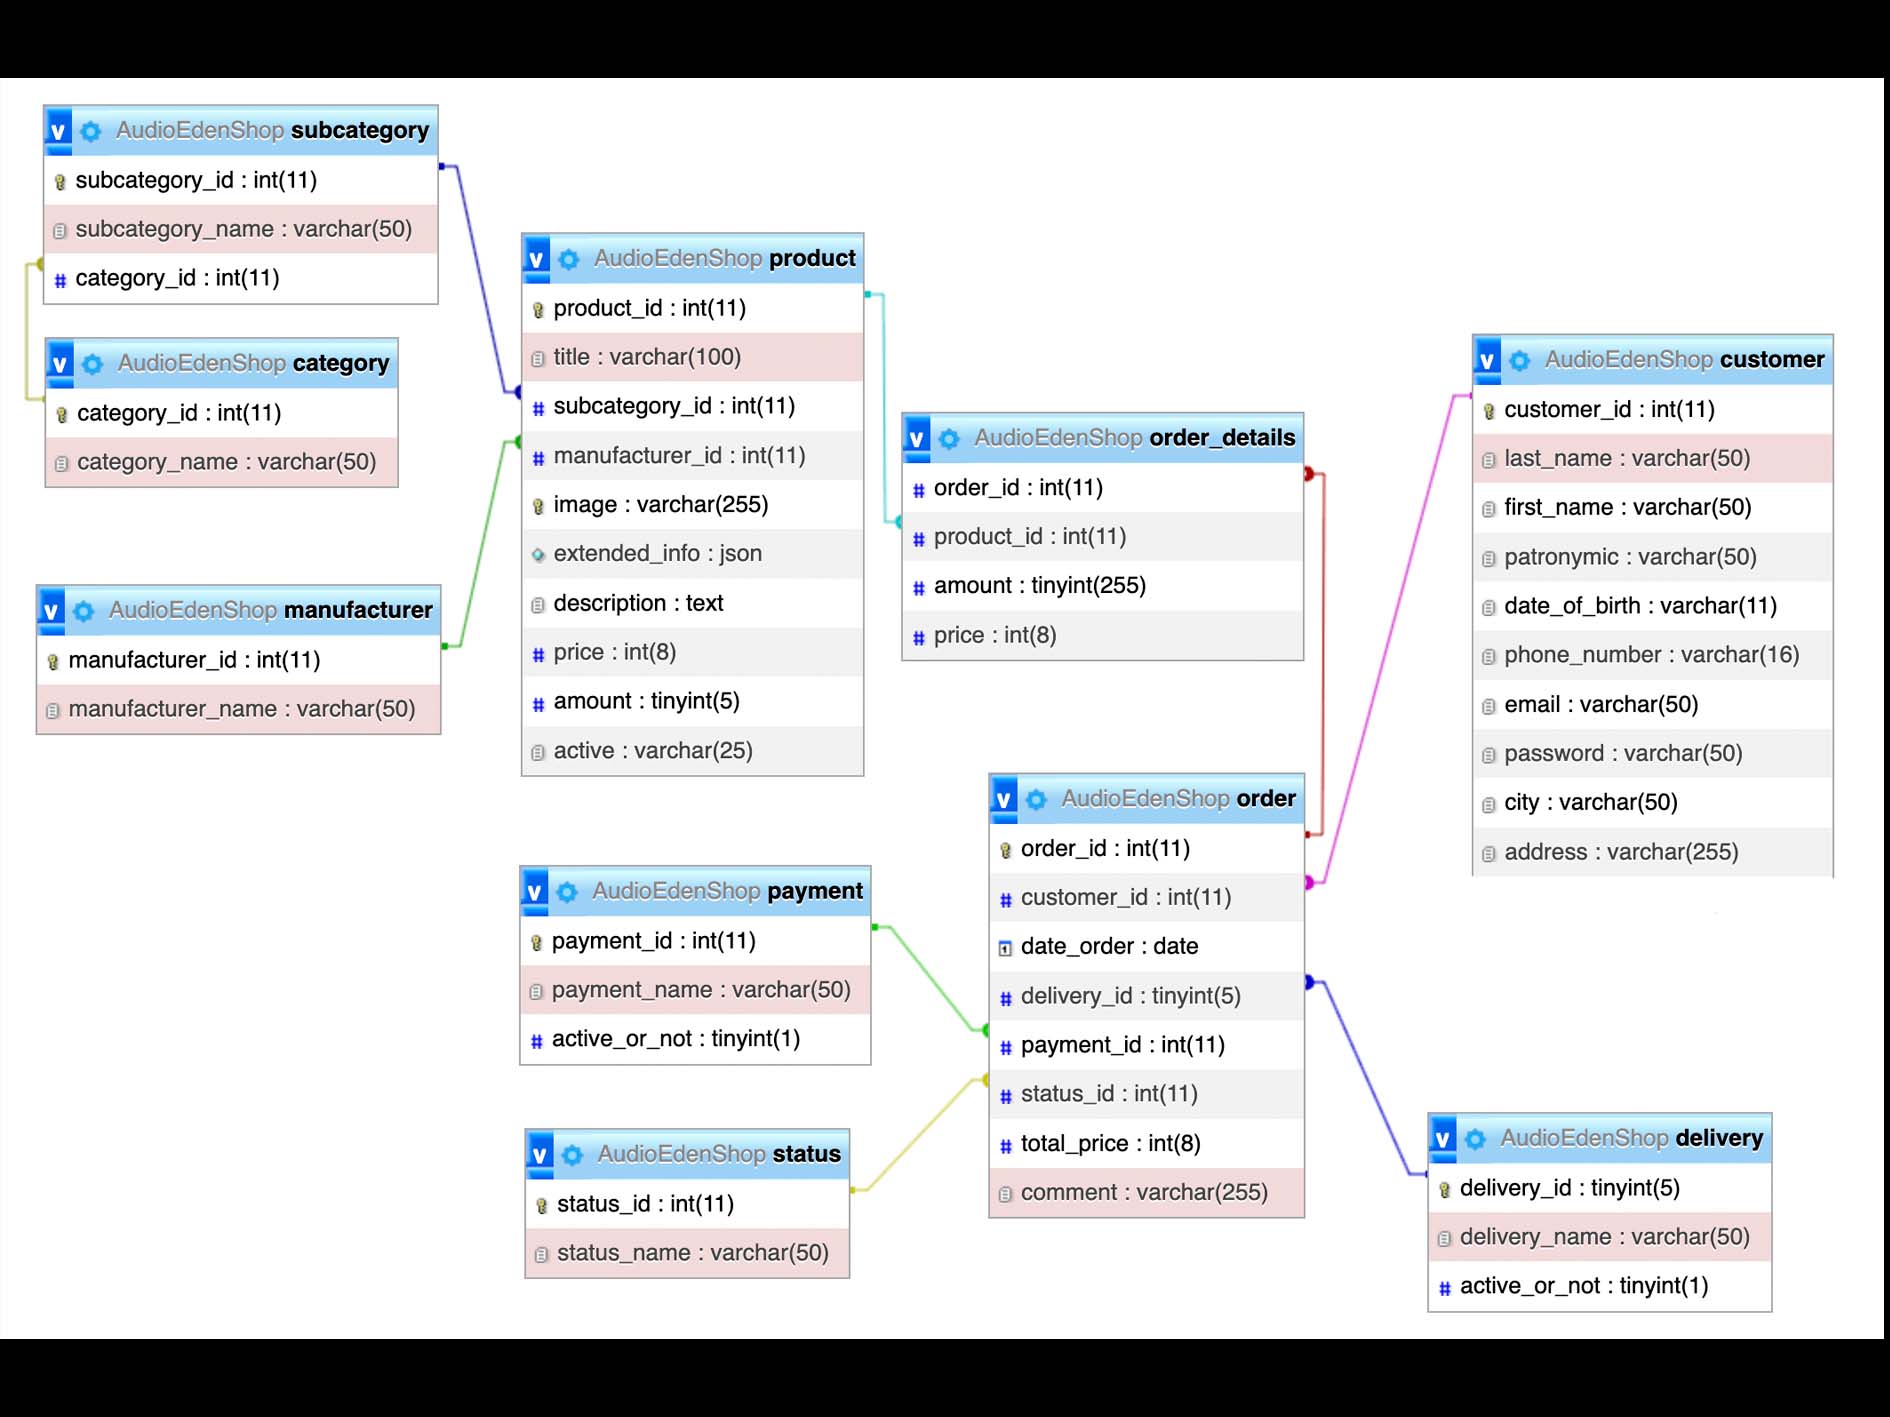 AudioEdenShop subcategory
subcategory_id : int(11)
subcategory_name : varchar(50)
category_id : int(11)
AudioEdenShop category
category_id : int(11)
category_name : varchar(50)
AudioEdenShop manufacturer
manufacturer_id : int(11)
manufacturer_name : varchar(50)
AudioEdenShop product
product_id : int(11)
title : varchar(100)
subcategory_id : int(11)
manufacturer_id : int(11)
image : varchar(255)
extended_info : json
description : text
price : int(8)
amount : tinyint(5)
active : varchar(25)
AudioEdenShop order_details
order_id : int(11)
product_id : int(11)
amount : tinyint(255)
price : int(8)
AudioEdenShop customer
customer_id : int(11)
last_name : varchar(50)
first_name : varchar(50)
patronymic : varchar(50)
date_of_birth : varchar(11)
phone_number : varchar(16)
email : varchar(50)
password : varchar(50)
city : varchar(50)
address : varchar(255)
AudioEdenShop payment
payment_id : int(11)
payment_name : varchar(50)
active_or_not : tinyint(1)
AudioEdenShop status
status_id : int(11)
status_name : varchar(50)
AudioEdenShop order
order_id : int(11)
customer_id : int(11)
date_order : date
delivery_id : tinyint(5)
payment_id : int(11)
status_id : int(11)
total_price : int(8)
comment : varchar(255)
AudioEdenShop delivery
delivery_id : tinyint(5)
delivery_name : varchar(50)
active_or_not : tinyint(1)